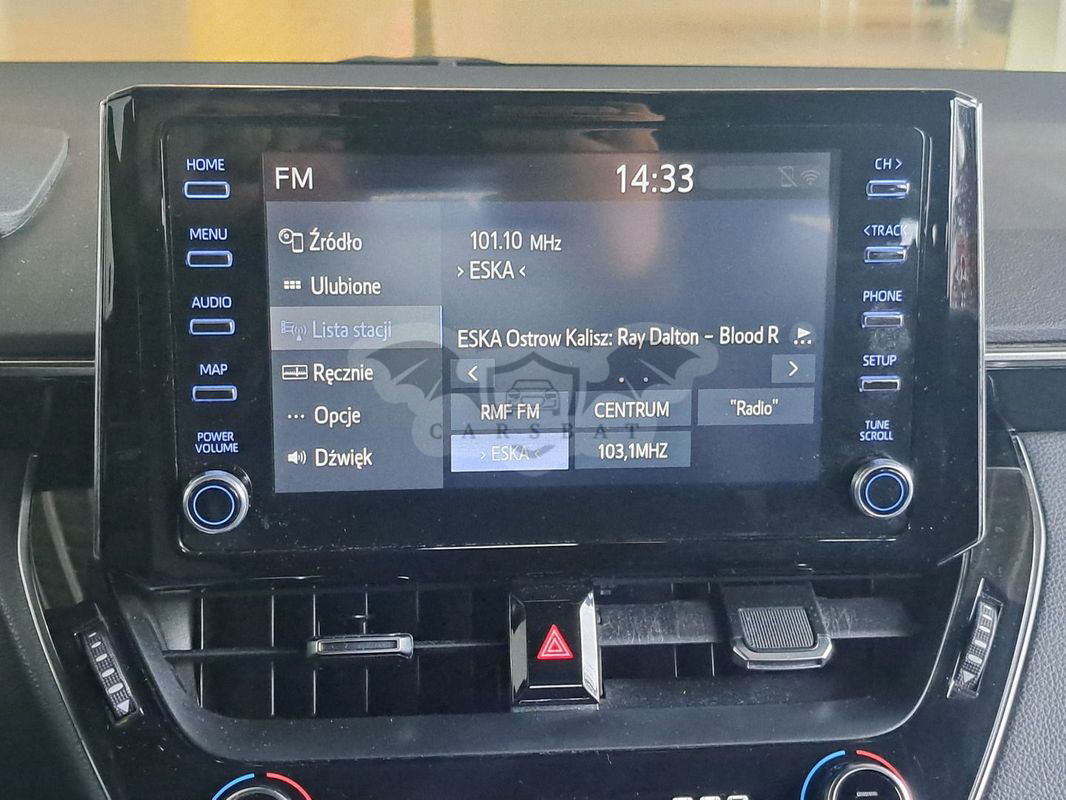 HOME
MENU
AUDIO
MAP
POWER
VOLUME
FM
14:33
Źródło
Ulubione
Lista stacji
Ręcznie
Opcje
Dźwięk
101.10 MHz
› ESKA ‹
ESKA Ostrow Kalisz: Ray Dalton – Blood R
< >
RMF FM
CENTRUM
"Radio"
› ESKA ‹
103,1MHZ
CARSBAT
CH >
< TRACK
PHONE
SETUP
TUNE
SCROLL